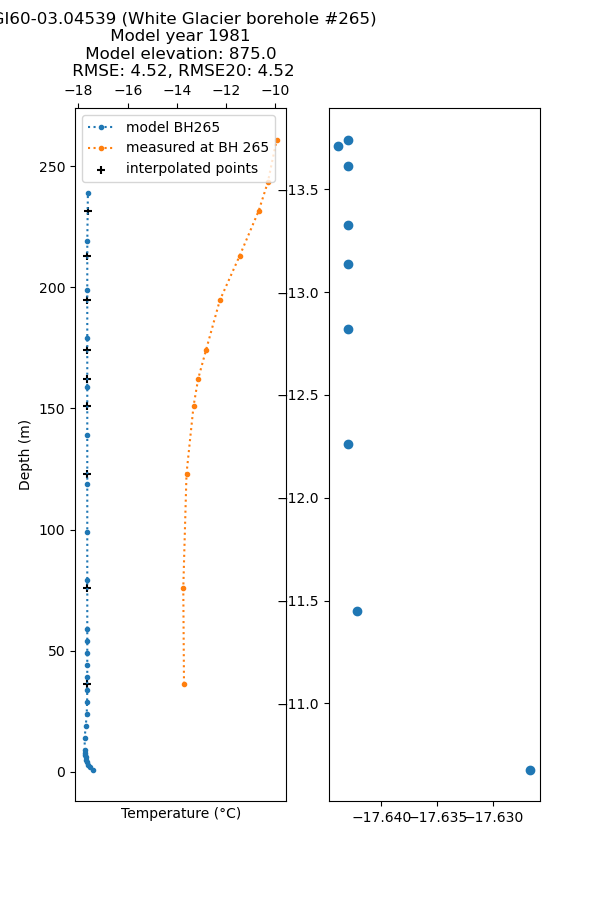 GI60-03.04539 (White Glacier borehole #265)
Model year 1981
Model elevation: 875.0
RMSE: 4.52, RMSE20: 4.52
−18 −16 −14 −12 −10
model BH265
measured at BH 265
interpolated points
250
200
150
100
50
0
Depth (m)
Temperature (°C)
−13.5
−13.0
−12.5
−12.0
−11.5
−11.0
−17.640 −17.635 −17.630